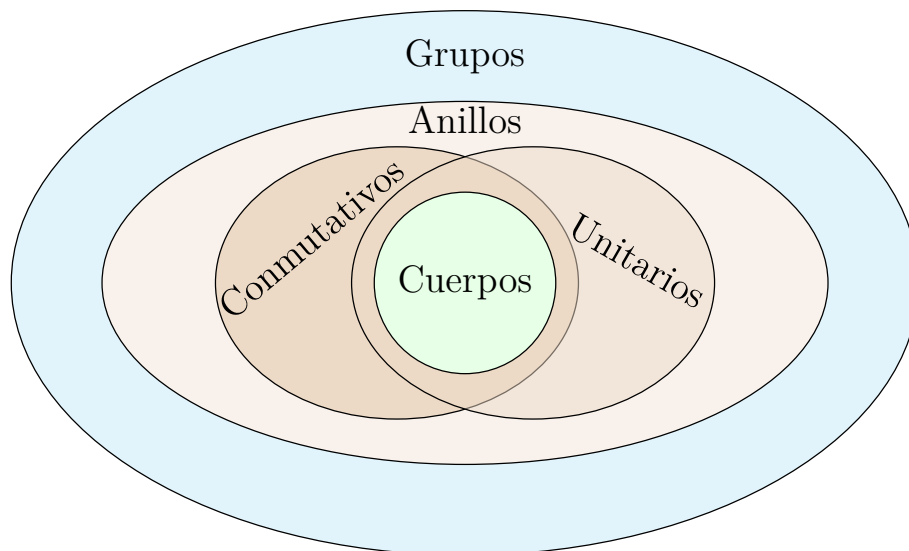 Grupos
Anillos
Conmutativos
Unitarios
Cuerpos